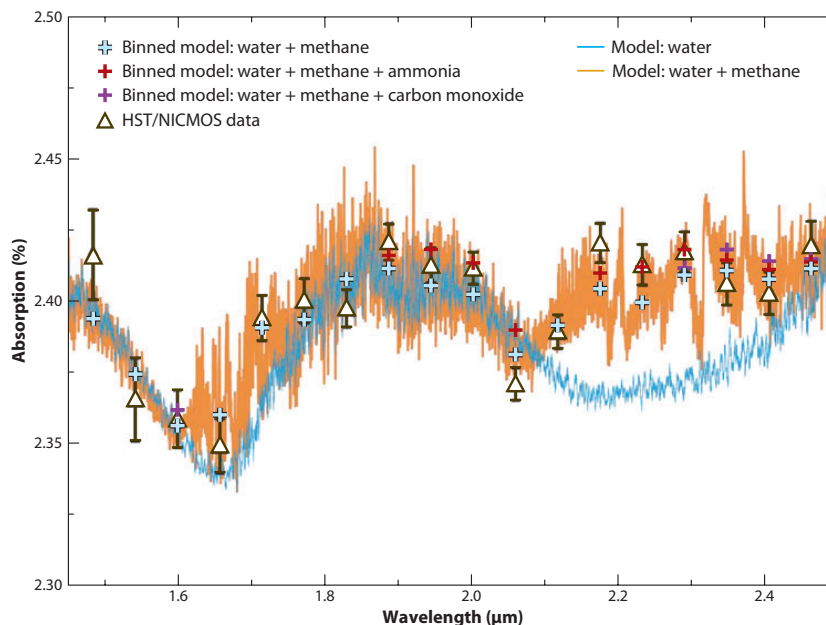 2.50
2.45
2.40
2.35
2.30
Absorption (%)
Binned model: water + methane
Binned model: water + methane + ammonia
Binned model: water + methane + carbon monoxide
HST/NICMOS data
Model: water
Model: water + methane
1.6
1.8
2.0
2.2
2.4
Wavelength (μm)